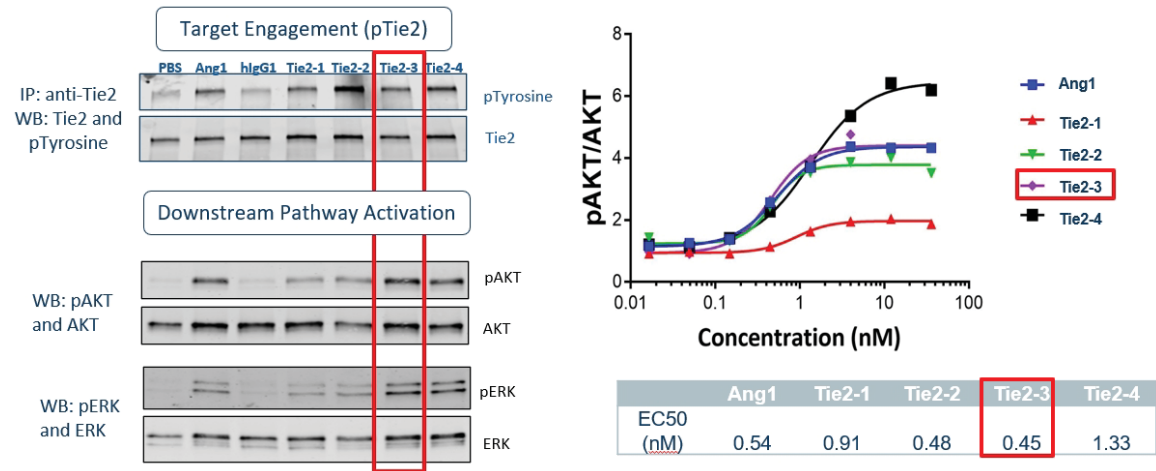 Target Engagement (pTie2)
PBS Ang1 hIgG1 Tie2-1 Tie2-2 Tie2-3 Tie2-4
IP: anti-Tie2
WB: Tie2 and
pTyrosine
pTyrosine
Tie2
Downstream Pathway Activation
WB: pAKT
and AKT
pAKT
AKT
WB: pERK
and ERK
pERK
ERK
pAKT/AKT
8
6
4
2
0
0.01 0.1 1 10 100
Concentration (nM)
Ang1
Tie2-1
Tie2-2
Tie2-3
Tie2-4
Ang1 Tie2-1 Tie2-2 Tie2-3 Tie2-4
EC50
(nM) 0.54 0.91 0.48 0.45 1.33